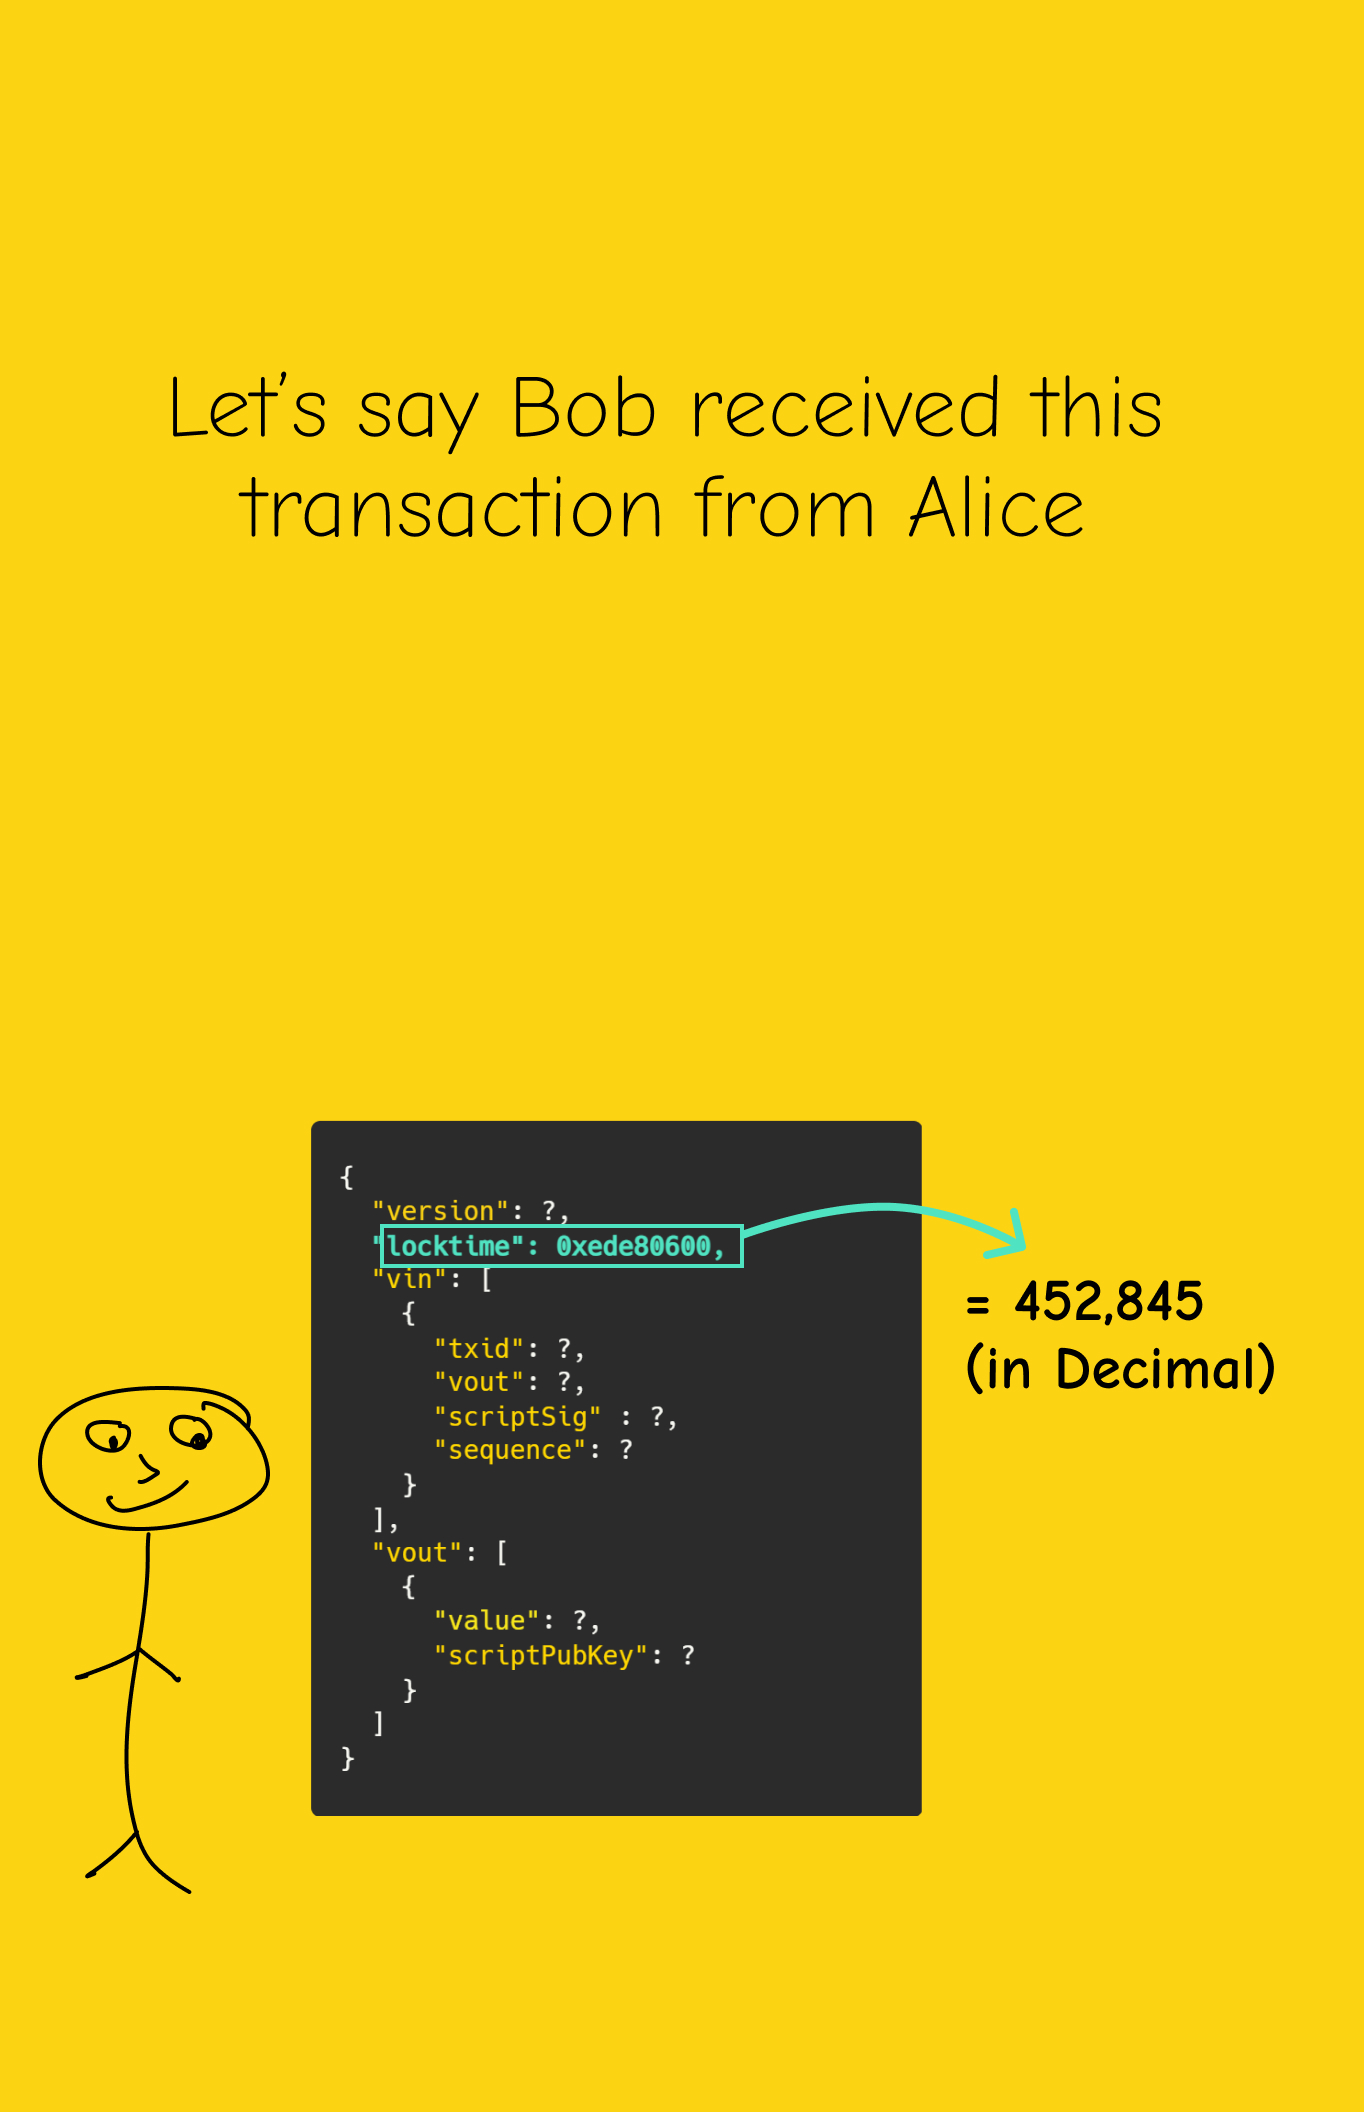 Let's say Bob received this
transaction from Alice
{
"version": ?,
"locktime": 0xede80600,
"vin": [
{
"txid": ?,
"vout": ?,
"scriptSig" : ?,
"sequence": ?
}
],
"vout": [
{
"value": ?,
"scriptPubKey": ?
}
]
}
= 452,845
(in Decimal)